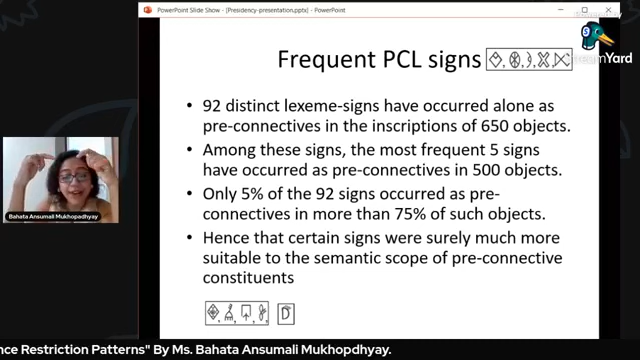 PowerPoint Slide Show - [Presidency-presentation.pptx] - PowerPoint
Frequent PCL signs
• 92 distinct lexeme-signs have occurred alone as
pre-connectives in the inscriptions of 650 objects.
• Among these signs, the most frequent 5 signs
have occurred as pre-connectives in 500 objects.
• Only 5% of the 92 signs occurred as pre-
connectives in more than 75% of such objects.
• Hence that certain signs were surely much more
suitable to the semantic scope of pre-connective
constituents
Bahata Ansumali Mukhopadhyay
nce Restriction Patterns" By Ms. Bahata Ansumali Mukhopdhyay.